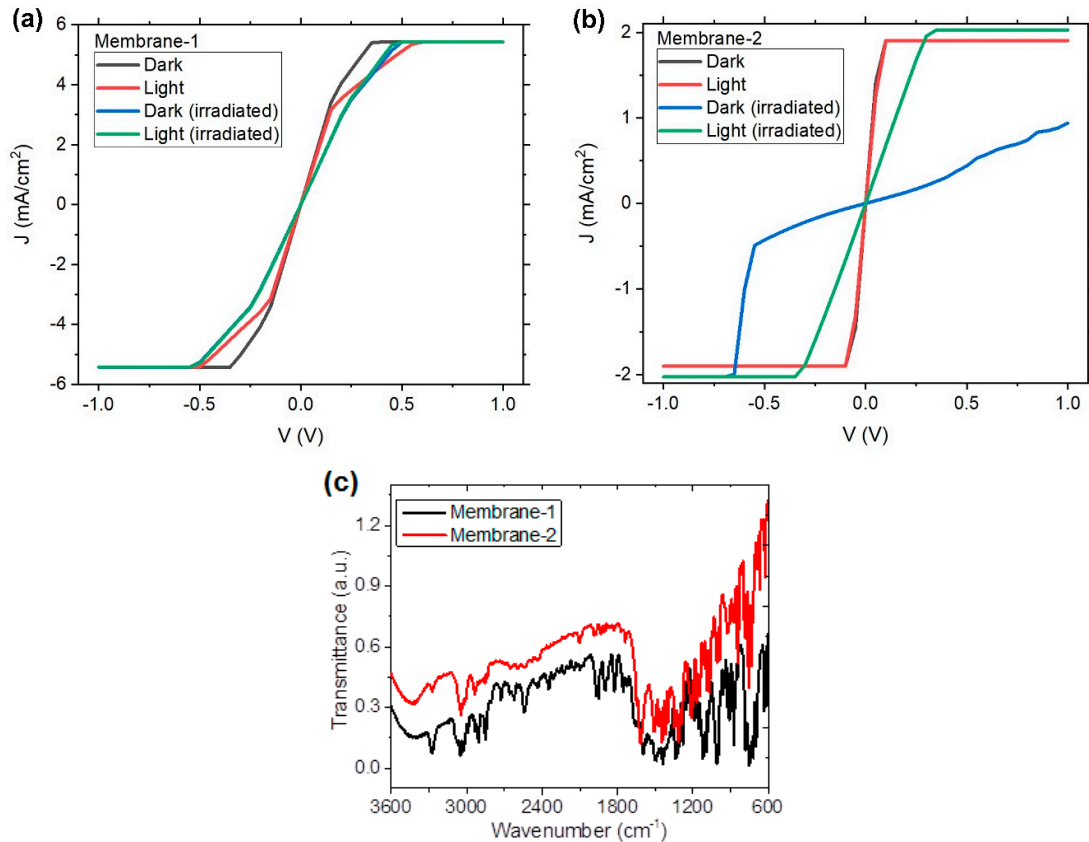 (a)
Membrane-1
Dark
Light
Dark (irradiated)
Light (irradiated)
6
4
2
0
-2
-4
-6
J (mA/cm²)
-1.0
-0.5
0.0
0.5
1.0
V (V)
(b)
Membrane-2
Dark
Light
Dark (irradiated)
Light (irradiated)
2
1
0
-1
-2
J (mA/cm²)
-1.0
-0.5
0.0
0.5
1.0
V (V)
(c)
Membrane-1
Membrane-2
1.2
0.9
0.6
0.3
0.0
Transmittance (a.u.)
3600
3000
2400
1800
1200
600
Wavenumber (cm⁻¹)